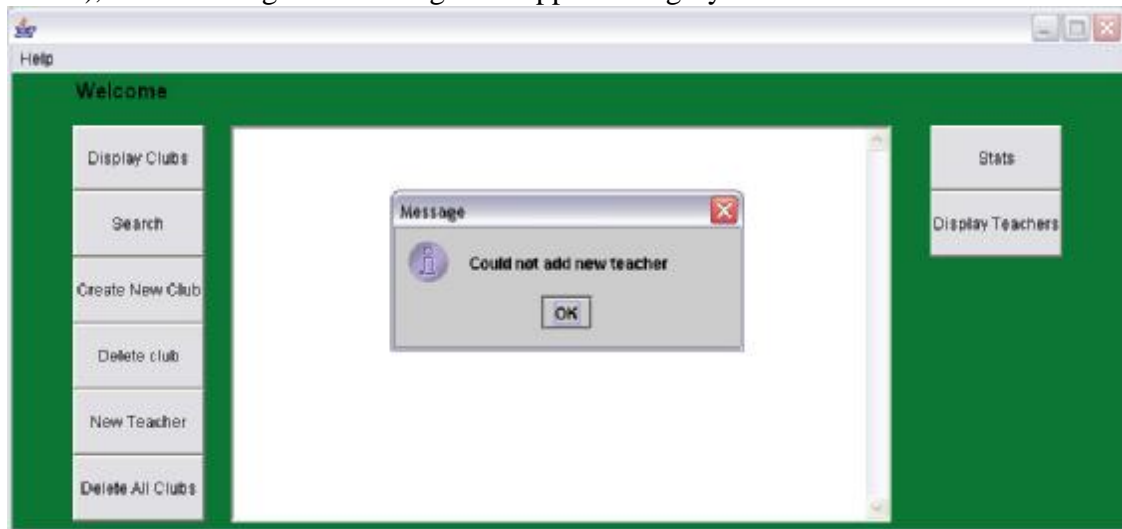 Help
Welcome
Display Clubs
Search
Create New Club
Delete club
New Teacher
Delete All Clubs
Message
Could not add new teacher
OK
Stats
Display Teachers